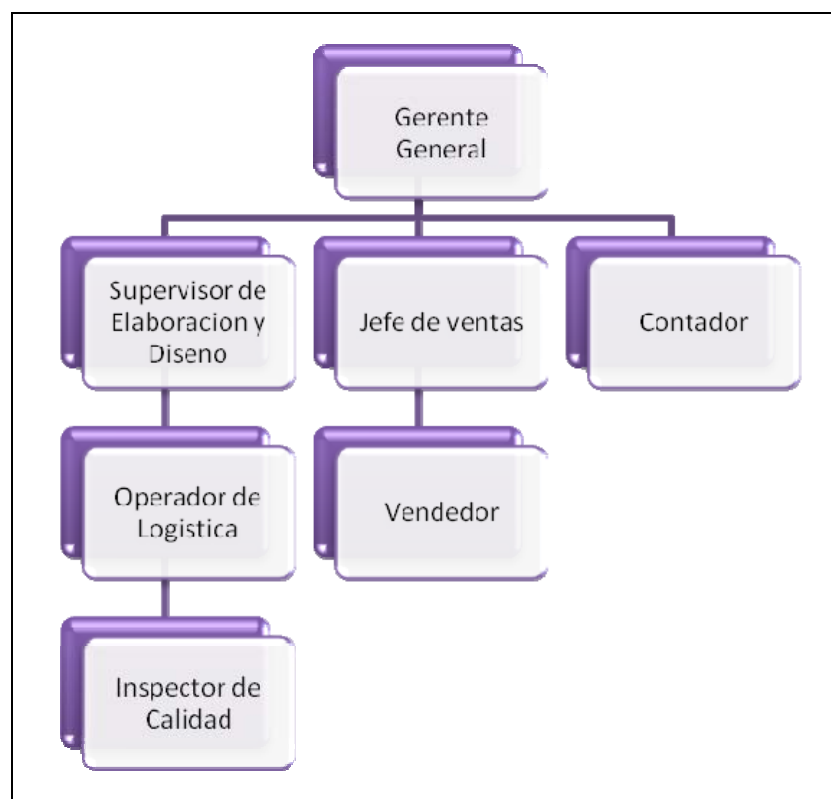 Gerente
General
Supervisor de
Elaboracion y
Diseno
Jefe de ventas
Contador
Operador de
Logistica
Vendedor
Inspector de
Calidad